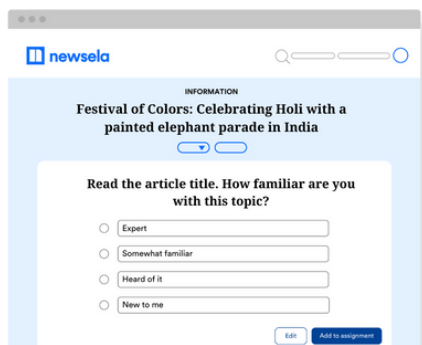 newsela
INFORMATION
Festival of Colors: Celebrating Holi with a
painted elephant parade in India
Read the article title. How familiar are you
with this topic?
Expert
Somewhat familiar
Heard of it
New to me
Edit
Add to assignment